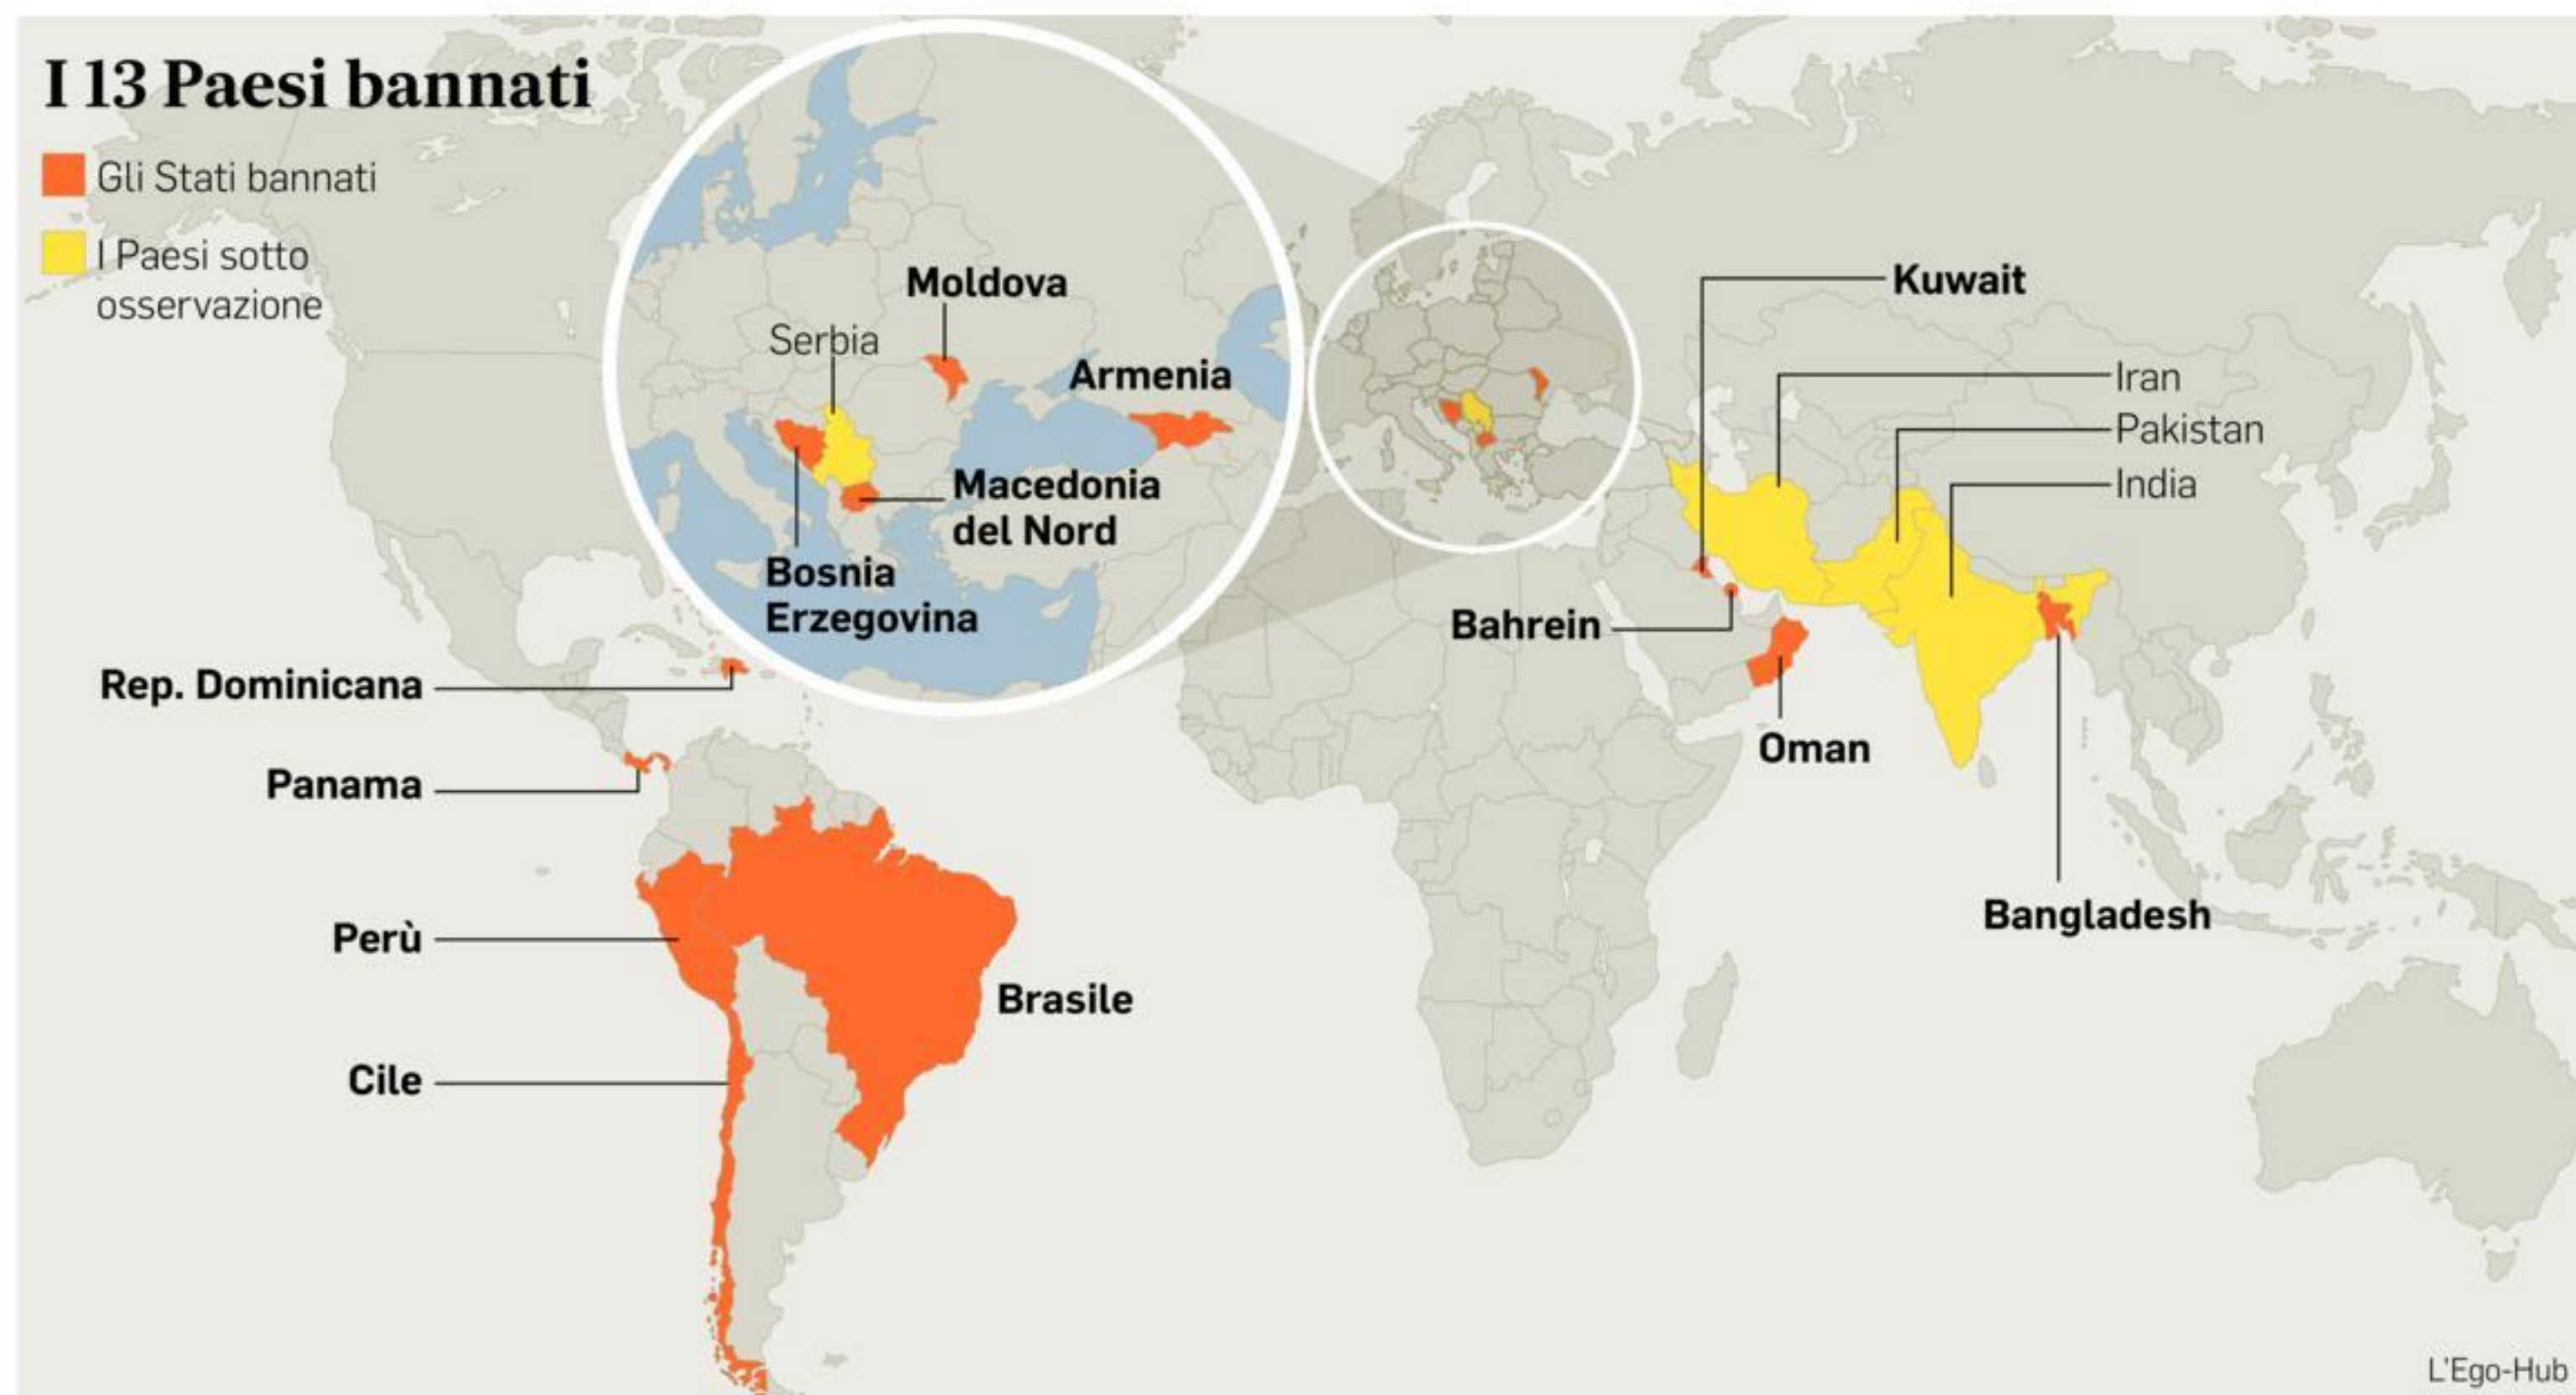 I 13 Paesi bannati
Gli Stati bannati
I Paesi sotto
osservazione
Moldova
Serbia
Armenia
Macedonia
del Nord
Bosnia
Erzegovina
Kuwait
Iran
Pakistan
India
Bahrein
Oman
Bangladesh
Rep. Dominicana
Panama
Perù
Brasile
Cile
L'Ego-Hub